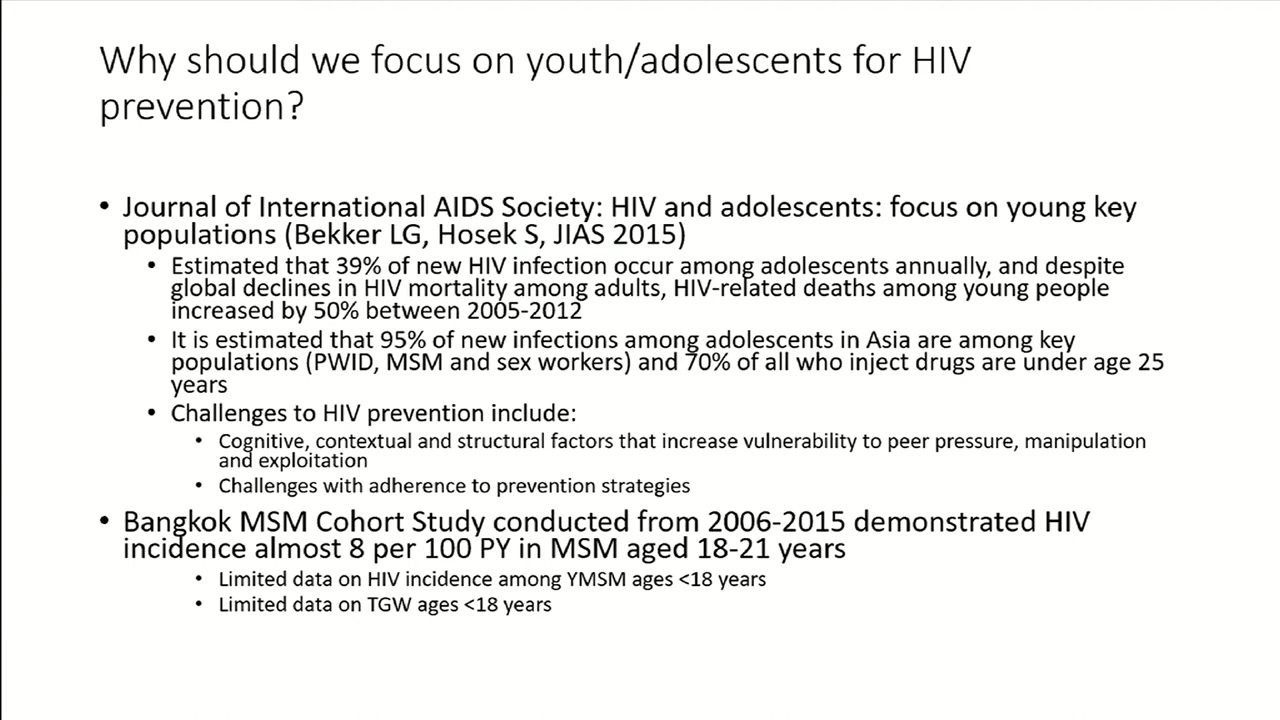 Why should we focus on youth/adolescents for HIV
prevention?
• Journal of International AIDS Society: HIV and adolescents: focus on young key
populations (Bekker LG, Hosek S, JIAS 2015)
• Estimated that 39% of new HIV infection occur among adolescents annually, and despite
global declines in HIV mortality among adults, HIV-related deaths among young people
increased by 50% between 2005-2012
• It is estimated that 95% of new infections among adolescents in Asia are among key
populations (PWID, MSM and sex workers) and 70% of all who inject drugs are under age 25
years
• Challenges to HIV prevention include:
• Cognitive, contextual and structural factors that increase vulnerability to peer pressure, manipulation
and exploitation
• Challenges with adherence to prevention strategies
• Bangkok MSM Cohort Study conducted from 2006-2015 demonstrated HIV
incidence almost 8 per 100 PY in MSM aged 18-21 years
• Limited data on HIV incidence among YMSM ages <18 years
• Limited data on TGW ages <18 years